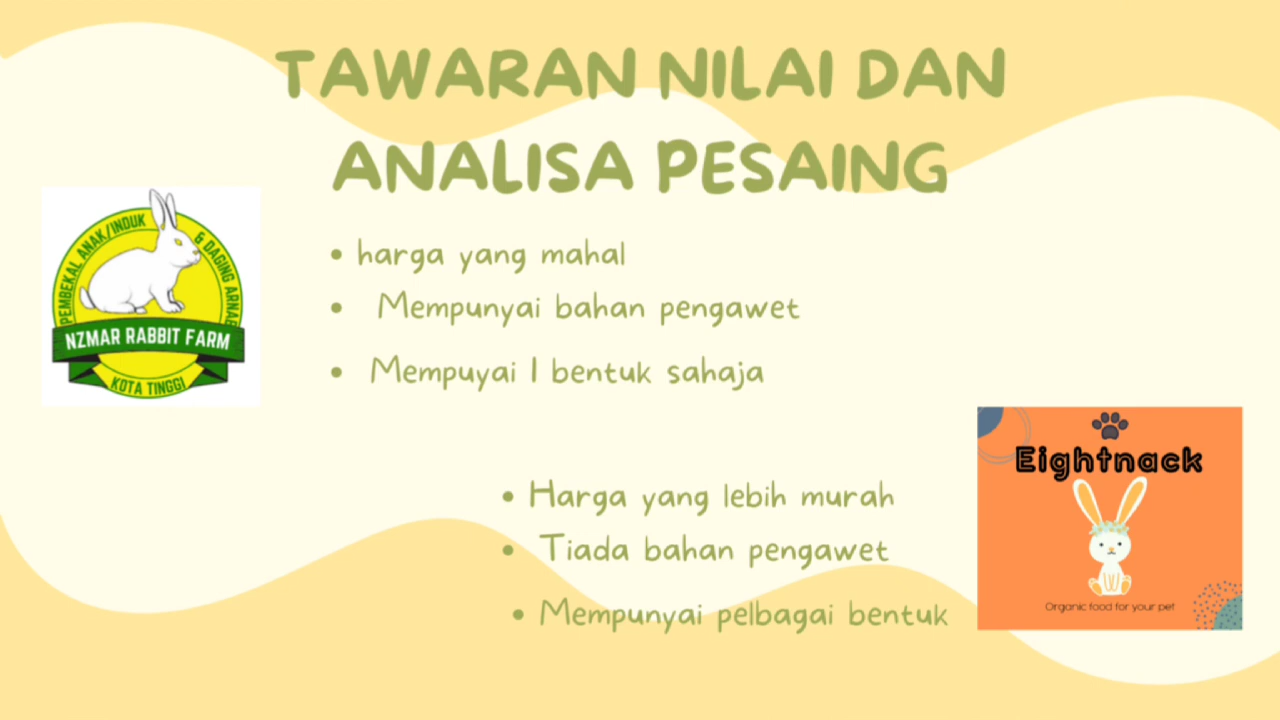 TAWARAN NILAI DAN
ANALISA PESAING
PEMBEKAL ANAK/INDUK
& DAGING ARNAB
NZMAR RABBIT FARM
KOTA TINGGI
• harga yang mahal
• Mempunyai bahan pengawet
• Mempuyai 1 bentuk sahaja
• Harga yang lebih murah
• Tiada bahan pengawet
• Mempunyai pelbagai bentuk
Eightnack
Organic food for your pet